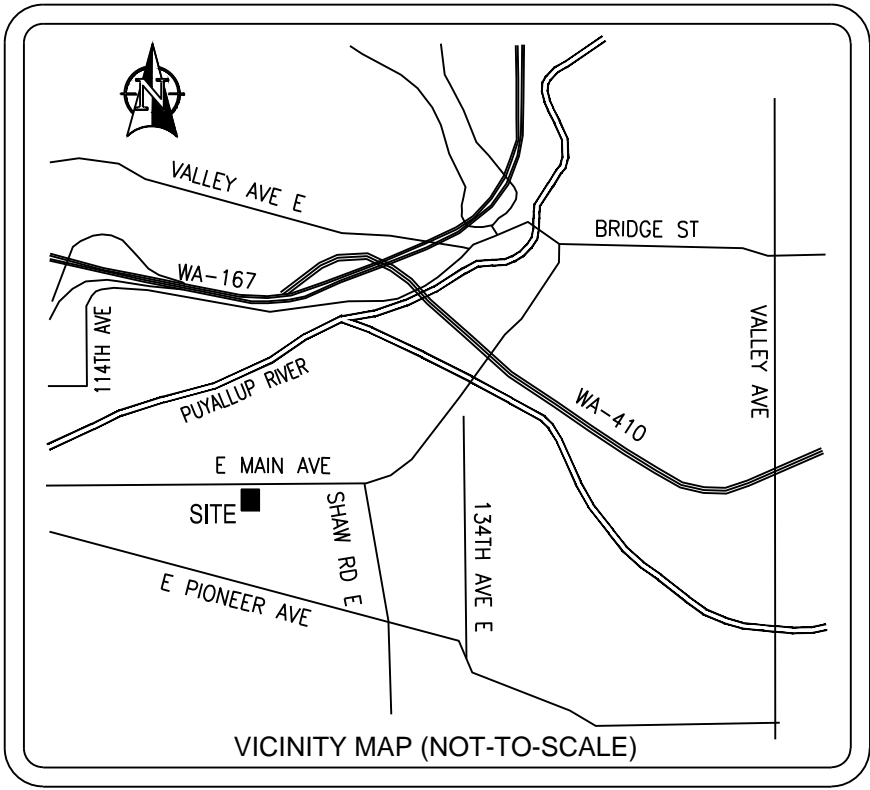 N
VALLEY AVE E
BRIDGE ST
WA-167
114TH AVE
VALLEY AVE
PUYALLUP RIVER
WA-410
E MAIN AVE
SITE
SHAW RD E
134TH AVE E
E PIONEER AVE
VICINITY MAP (NOT-TO-SCALE)